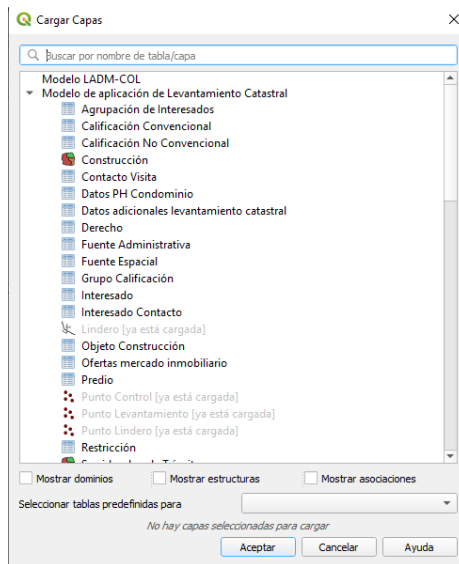 Cargar Capas
Buscar por nombre de tabla/capa
Modelo LADM-COL
Modelo de aplicación de Levantamiento Catastral
Agrupación de Interesados
Calificación Convencional
Calificación No Convencional
Construcción
Contacto Visita
Datos PH Condominio
Datos adicionales levantamiento catastral
Derecho
Fuente Administrativa
Fuente Espacial
Grupo Calificación
Interesado
Interesado Contacto
Lindero [ya está cargada]
Objeto Construcción
Ofertas mercado inmobiliario
Predio
Punto Control [ya está cargada]
Punto Levantamiento [ya está cargada]
Punto Lindero [ya está cargada]
Restricción
Mostrar dominios Mostrar estructuras Mostrar asociaciones
Seleccionar tablas predefinidas para
No hay capas seleccionadas para cargar
Aceptar Cancelar Ayuda